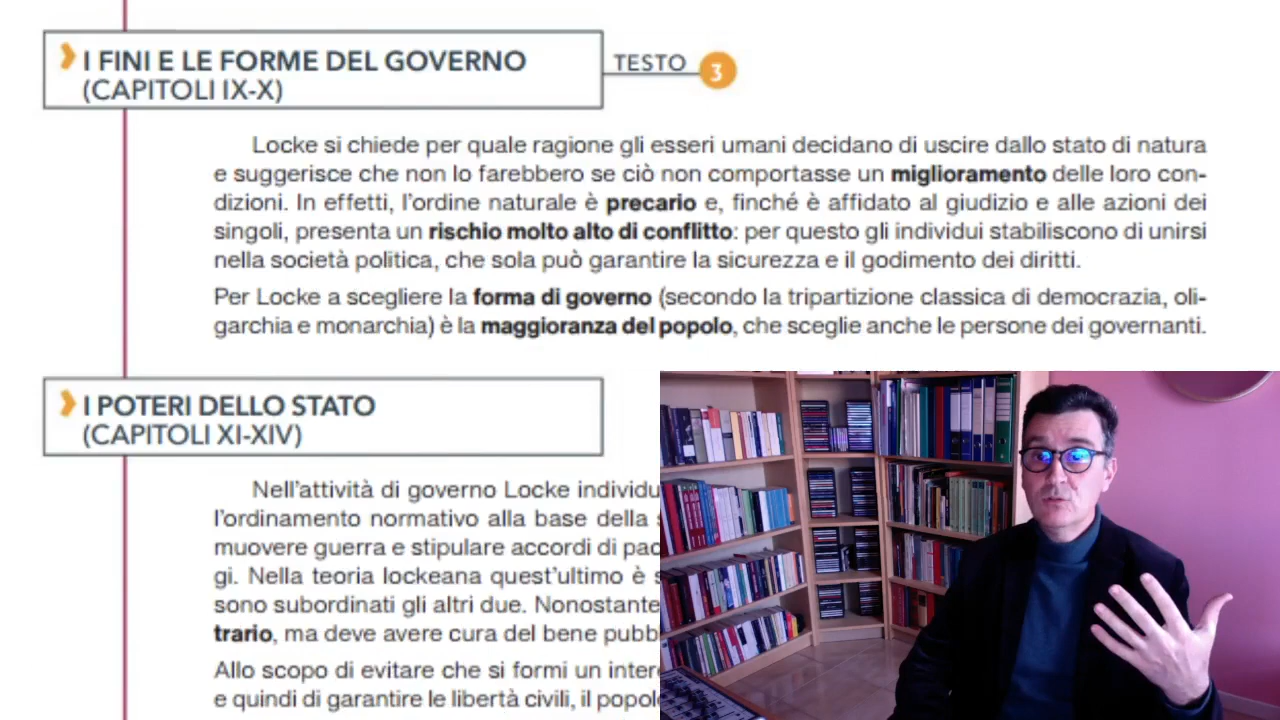 I FINI E LE FORME DEL GOVERNO
(CAPITOLI IX-X)
TESTO 3
Locke si chiede per quale ragione gli esseri umani decidano di uscire dallo stato di natura
e suggerisce che non lo farebbero se ciò non comportasse un miglioramento delle loro con-
dizioni. In effetti, l'ordine naturale è precario e, finché è affidato al giudizio e alle azioni dei
singoli, presenta un rischio molto alto di conflitto: per questo gli individui stabiliscono di unirsi
nella società politica, che sola può garantire la sicurezza e il godimento dei diritti.
Per Locke a scegliere la forma di governo (secondo la tripartizione classica di democrazia, oli-
garchia e monarchia) è la maggioranza del popolo, che sceglie anche le persone dei governanti.
I POTERI DELLO STATO
(CAPITOLI XI-XIV)
Nell'attività di governo Locke individu
l'ordinamento normativo alla base della
muovere guerra e stipulare accordi di pac
gi. Nella teoria lockeana quest'ultimo è
sono subordinati gli altri due. Nonostante
trario, ma deve avere cura del bene pubb
Allo scopo di evitare che si formi un inter
e quindi di garantire le libertà civili, il popol